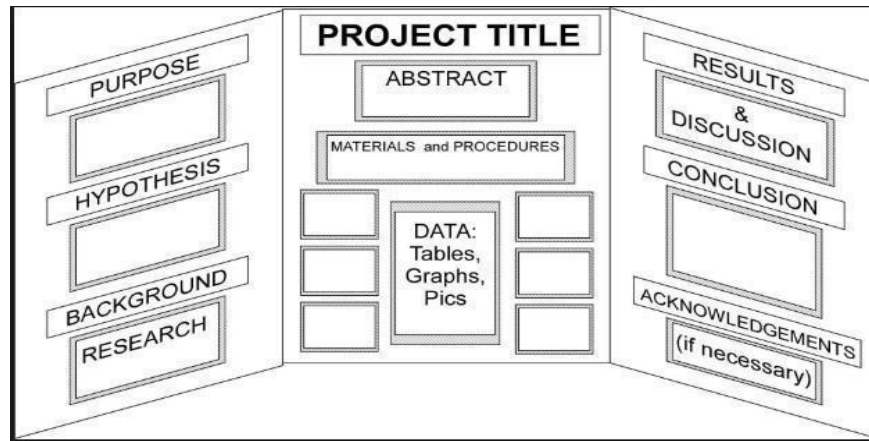 PURPOSE
HYPOTHESIS
BACKGROUND
RESEARCH
PROJECT TITLE
ABSTRACT
MATERIALS and PROCEDURES
DATA:
Tables,
Graphs,
Pics
RESULTS
&
DISCUSSION
CONCLUSION
ACKNOWLEDGEMENTS
(if necessary)